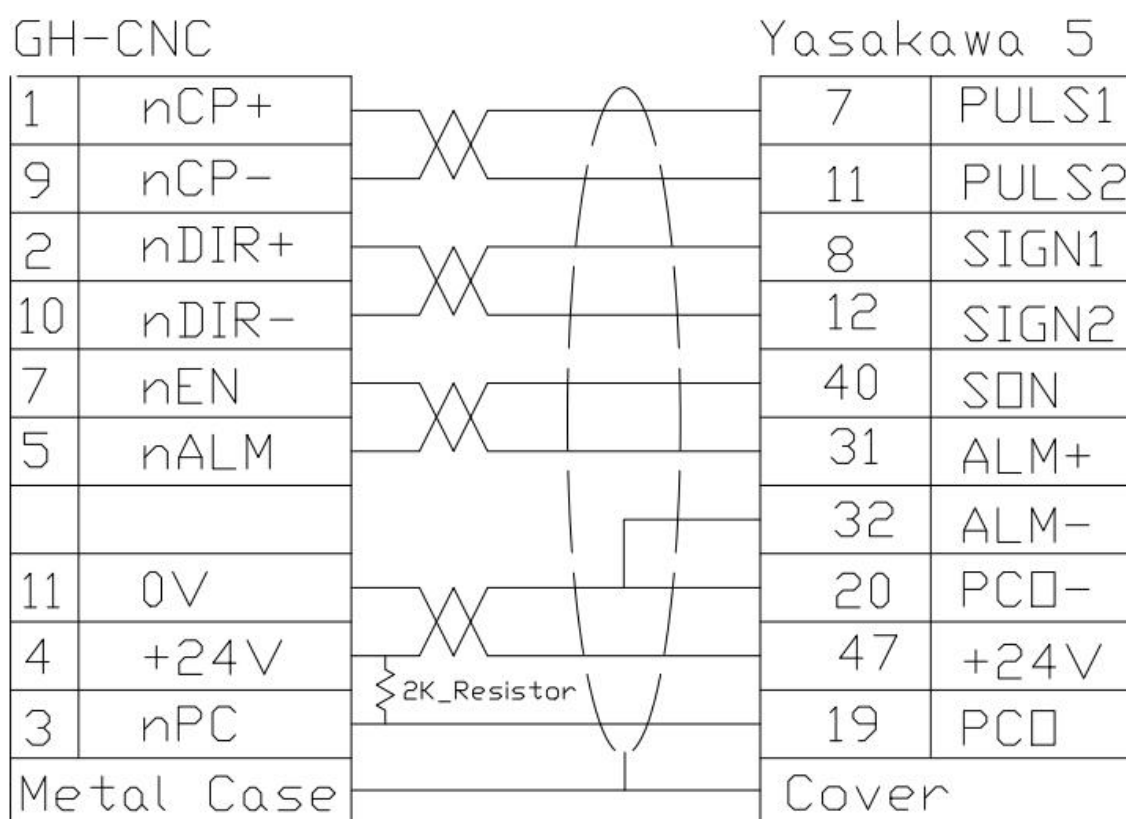 GH-CNC Yasakawa 5
1 nCP+ 7 PULS1
9 nCP- 11 PULS2
2 nDIR+ 8 SIGN1
10 nDIR- 12 SIGN2
7 nEN 40 SON
5 nALM 31 ALM+
32 ALM-
11 0V 20 PCO-
4 +24V 47 +24V
2K_Resistor
3 nPC 19 PCO
Metal Case Cover